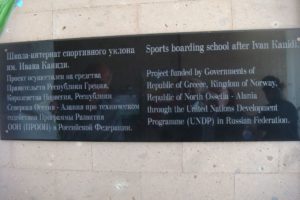 Школа-интернат спортивного уклона
им. Ивана Каниди.
Проект осуществлен на средства
Правительств Республики Греция,
Королевства Норвегия, Республики
Северная Осетия - Алания при техническом
содействии Программы Развития
ООН (ПРООН) в Российской Федерации.
Sports boarding school after Ivan Kanidi.
Project funded by Governments of
Republic of Greece, Kingdom of Norway,
Republic of North Ossetia - Alania
through the United Nations Development
Programme (UNDP) in Russian Federation.